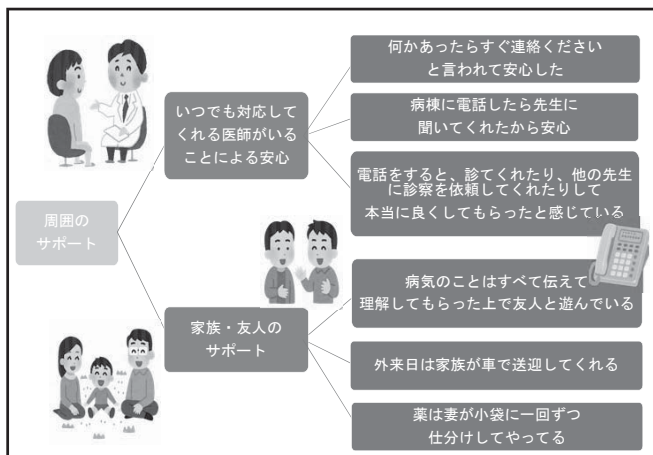 周囲の
サポート
いつでも対応して
くれる医師がいる
ことによる安心
何かあったらすぐ連絡ください
と言われて安心した
病棟に電話したら先生に
聞いてくれたから安心
電話をすると、診てくれたり、他の先生
に診察を依頼してくれたりして
本当に良くしてもらったと感じている
家族・友人の
サポート
病気のことはすべて伝えて
理解してもらった上で友人と遊んでいる
外来日は家族が車で送迎してくれる
薬は妻が小袋に一回ずつ
仕分けしてやってる